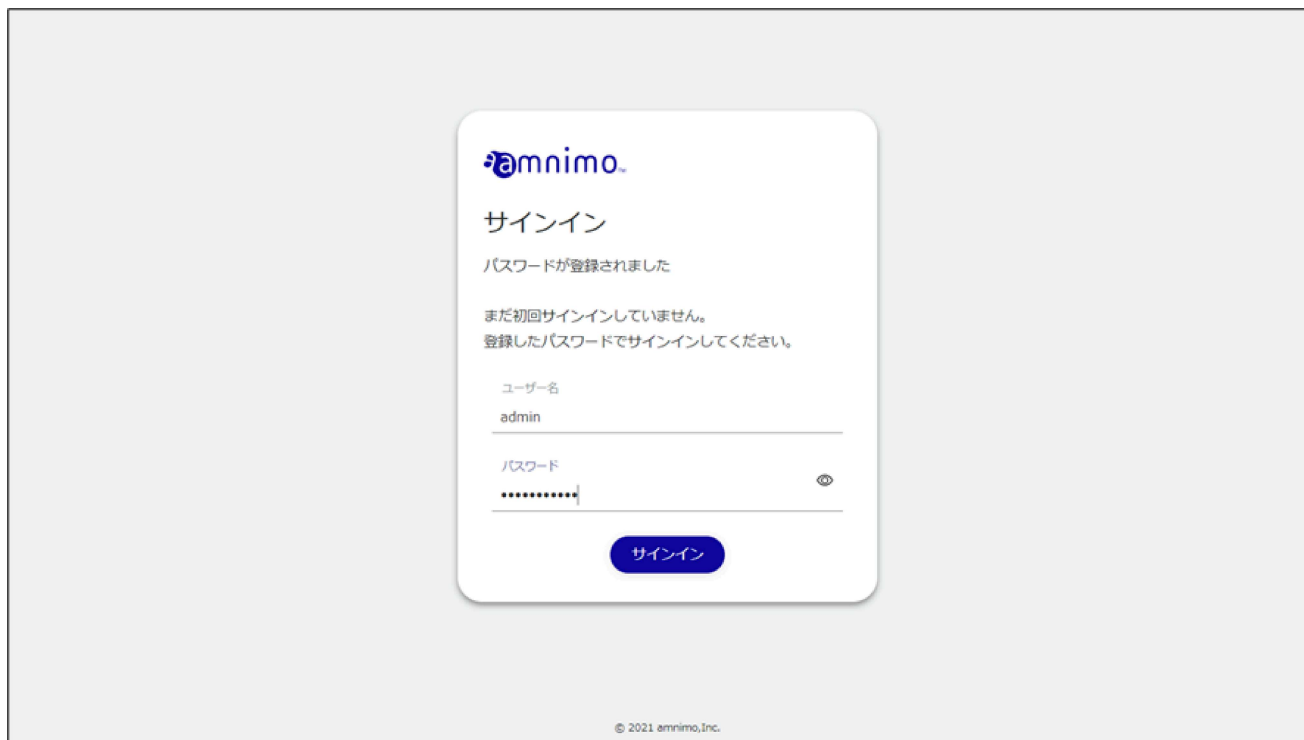 amnimo
サインイン
パスワードが登録されました
まだ初回サインインしていません。
登録したパスワードでサインインしてください。
ユーザー名
admin
パスワード
•••••••••••
サインイン
© 2021 amnimo,Inc.